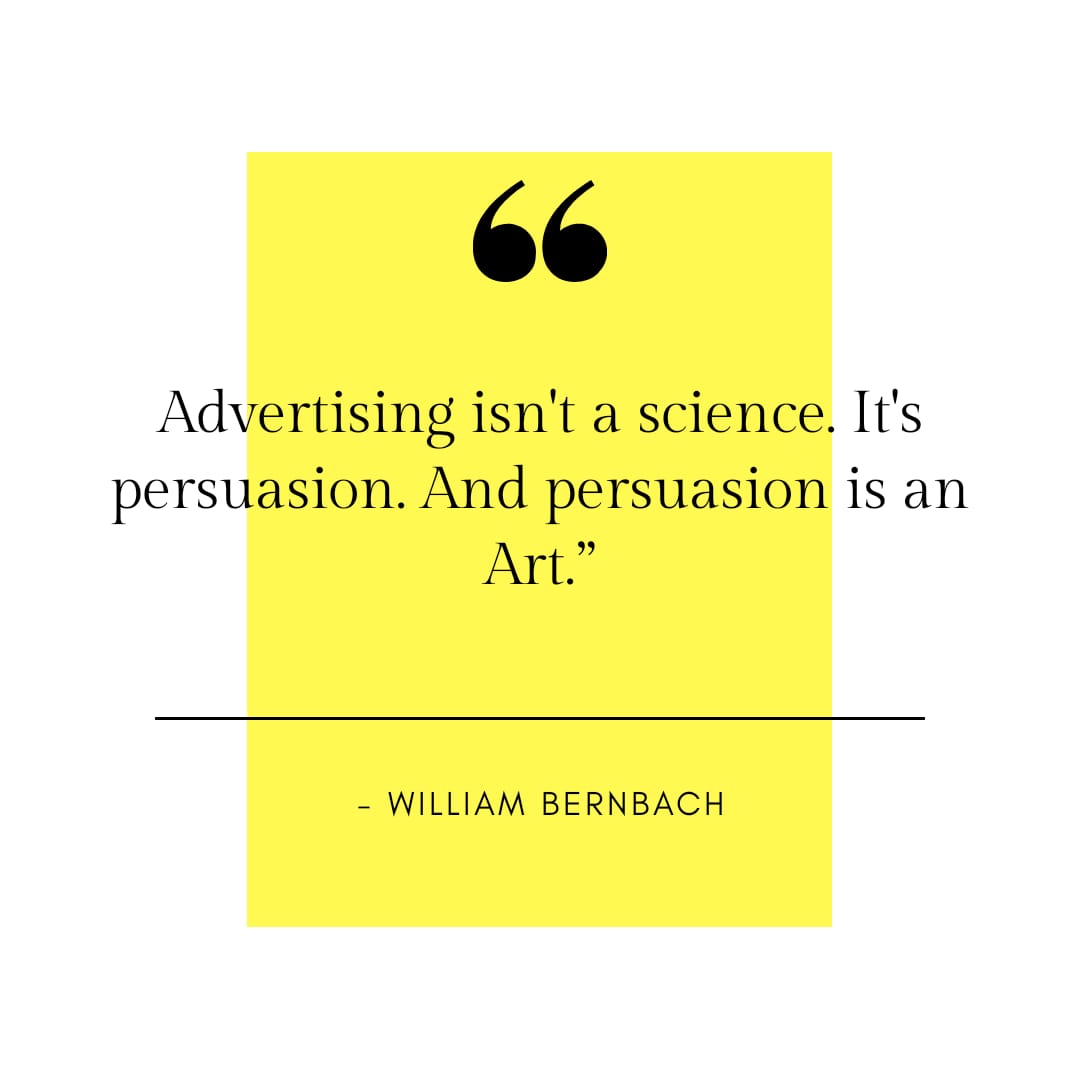 “
Advertising isn't a science. It's
persuasion. And persuasion is an
Art.”
– WILLIAM BERNBACH